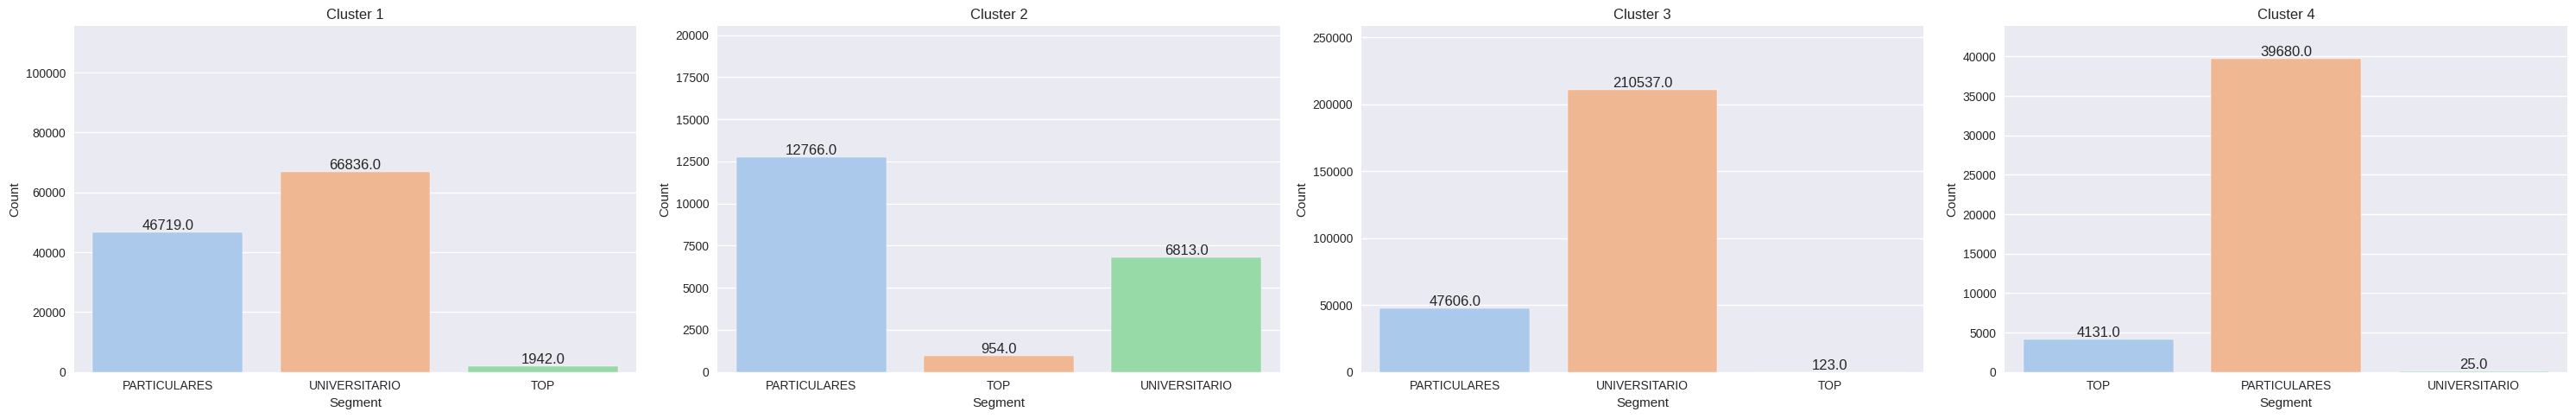 Cluster 1
Count
100000
80000
60000
40000
20000
0
46719.0
66836.0
1942.0
PARTICULARES UNIVERSITARIO TOP
Segment
Cluster 2
Count
20000
17500
15000
12500
10000
7500
5000
2500
0
12766.0
954.0
6813.0
PARTICULARES TOP UNIVERSITARIO
Segment
Cluster 3
Count
250000
200000
150000
100000
50000
0
47606.0
210537.0
123.0
PARTICULARES UNIVERSITARIO TOP
Segment
Cluster 4
Count
40000
35000
30000
25000
20000
15000
10000
5000
0
4131.0
39680.0
25.0
TOP PARTICULARES UNIVERSITARIO
Segment